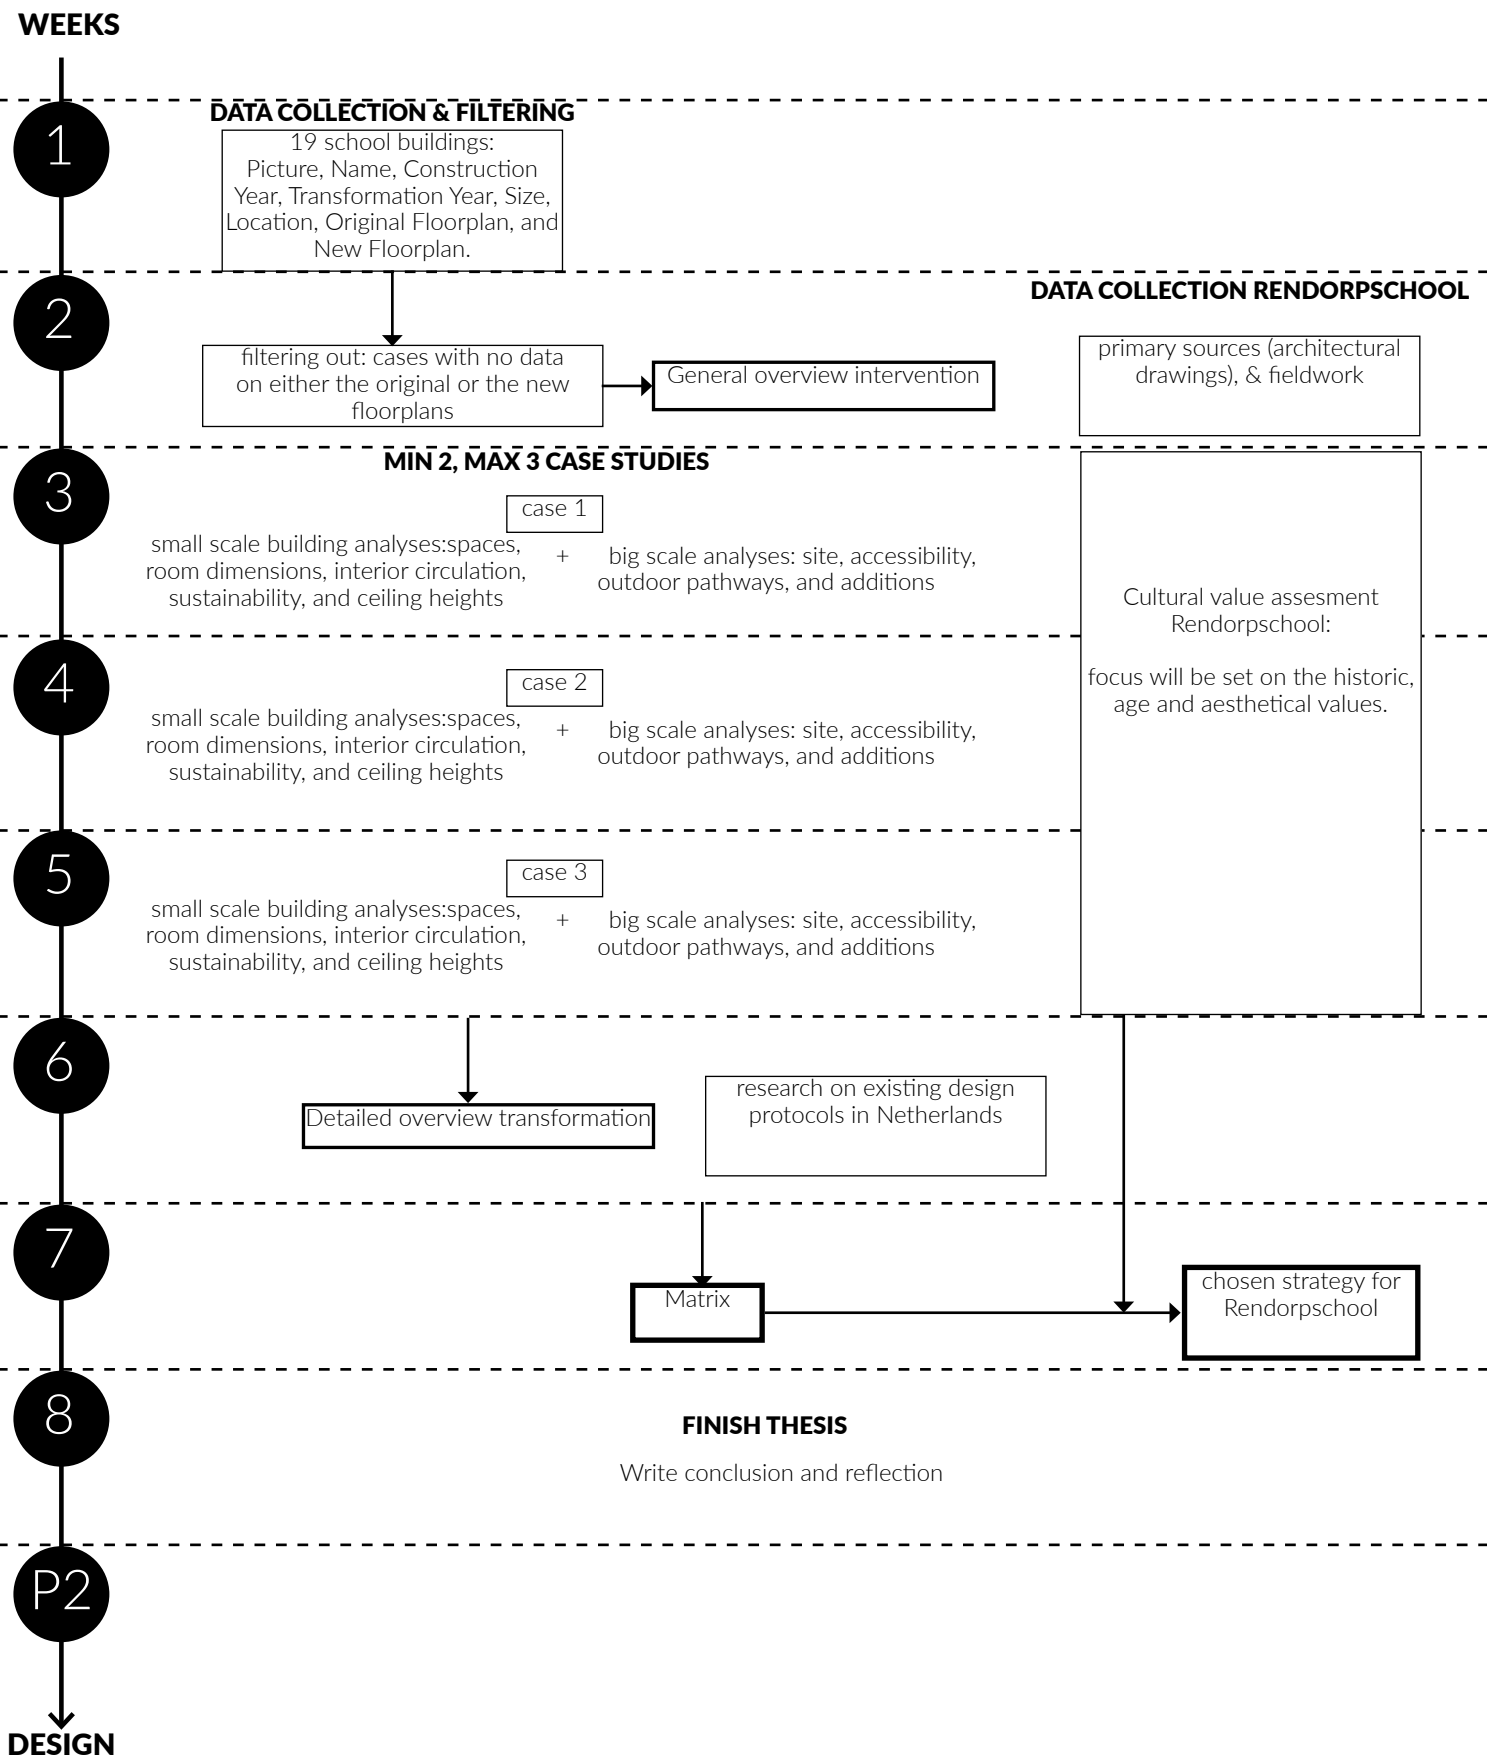 WEEKS
1
DATA COLLECTION & FILTERING
19 school buildings:
Picture, Name, Construction
Year, Transformation Year, Size,
Location, Original Floorplan, and
New Floorplan.
2
DATA COLLECTION RENDORPSCHOOL
filtering out: cases with no data
on either the original or the new
floorplans
General overview intervention
primary sources (architectural
drawings), & fieldwork
3
MIN 2, MAX 3 CASE STUDIES
case 1
small scale building analyses:spaces,
room dimensions, interior circulation,
sustainability, and ceiling heights
+
big scale analyses: site, accessibility,
outdoor pathways, and additions
Cultural value assesment
Rendorpschool:
focus will be set on the historic,
age and aesthetical values.
4
case 2
small scale building analyses:spaces,
room dimensions, interior circulation,
sustainability, and ceiling heights
+
big scale analyses: site, accessibility,
outdoor pathways, and additions
5
case 3
small scale building analyses:spaces,
room dimensions, interior circulation,
sustainability, and ceiling heights
+
big scale analyses: site, accessibility,
outdoor pathways, and additions
6
Detailed overview transformation
research on existing design
protocols in Netherlands
7
Matrix
chosen strategy for
Rendorpschool
8
FINISH THESIS
Write conclusion and reflection
P2
DESIGN